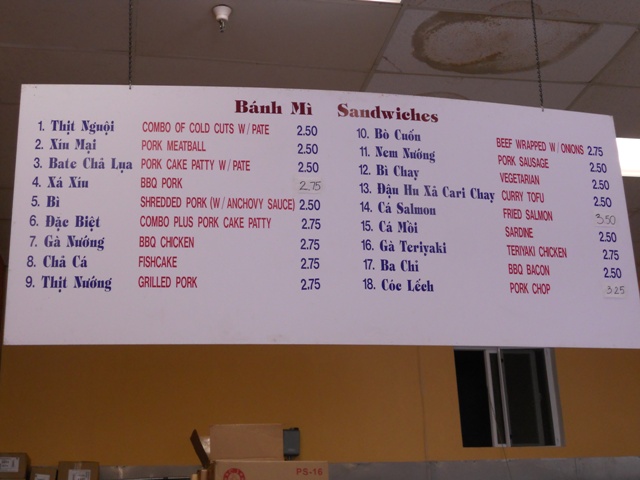 Bánh Mì Sandwiches
1. Thịt Nguội COMBO OF COLD CUTS W/PATE 2.50
2. Xíu Mại PORK MEATBALL 2.50
3. Bate Chả Lụa PORK CAKE PATTY W/PATE 2.50
4. Xá Xíu BBQ PORK 2.75
5. Bì SHREDDED PORK (W/ANCHOVY SAUCE) 2.50
6. Đặc Biệt COMBO PLUS PORK CAKE PATTY 2.75
7. Gà Nướng BBQ CHICKEN 2.75
8. Chả Cá FISHCAKE 2.75
9. Thịt Nướng GRILLED PORK 2.75
10. Bò Cuốn BEEF WRAPPED W/ONIONS 2.75
11. Nem Nướng PORK SAUSAGE 2.50
12. Bì Chay VEGETARIAN 2.50
13. Đậu Hu Xả Cari Chay CURRY TOFU 2.50
14. Cá Salmon FRIED SALMON 3.50
15. Cá Mòi SARDINE 2.50
16. Gà Teriyaki TERIYAKI CHICKEN 2.75
17. Ba Chỉ BBQ BACON 2.50
18. Cóc Lếch PORK CHOP 3.25
PS-16